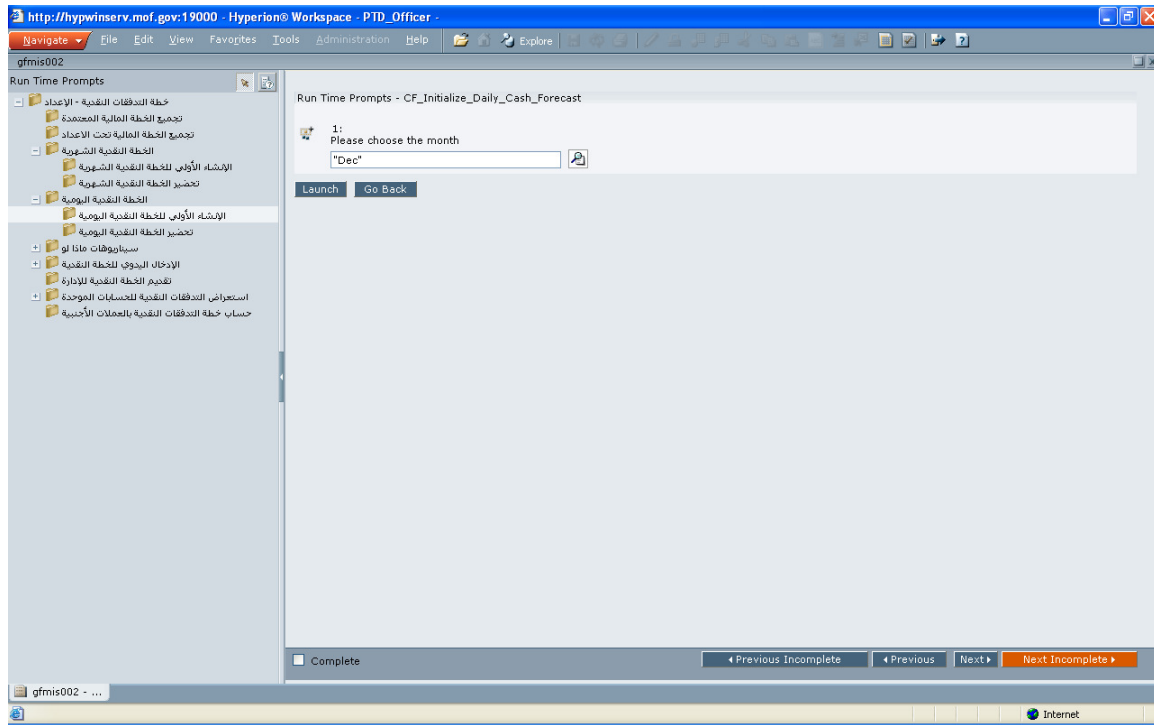 http://hypwinserv.mof.gov:19000 - Hyperion® Workspace - PTD_Officer -
Navigate File Edit View Favorites Tools Administration Help Explore
gfmis002
Run Time Prompts
خطة التدفقات النقدية - الإعداد
تجميع الخطة المالية المعتمدة
تجميع الخطة المالية تحت الاعداد
الخطة النقدية الشهرية
الإنشاء الأولي للخطة النقدية الشهرية
تحضير الخطة النقدية الشهرية
الخطة النقدية اليومية
الإنشاء الأولي للخطة النقدية اليومية
تحضير الخطة النقدية اليومية
سيناريوهات ماذا لو
الإدخال اليدوي للخطة النقدية
تقديم الخطة النقدية للإدارة
استعراض التدفقات النقدية للحسابات الموحدة
حساب خطة التدفقات النقدية بالعملات الأجنبية
Run Time Prompts - CF_Initialize_Daily_Cash_Forecast
1:
Please choose the month
"Dec"
Launch Go Back
Complete Previous Incomplete Previous Next Next Incomplete
gfmis002 - ...
Internet